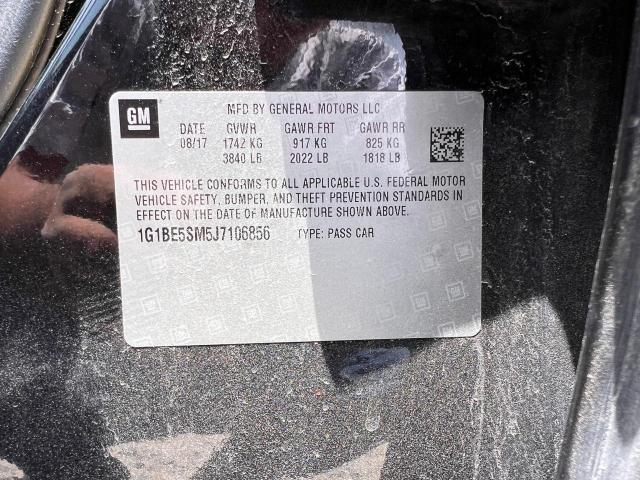 GM
MFD BY GENERAL MOTORS LLC
DATE GVWR GAWR FRT GAWR RR
08/17 1742 KG 917 KG 825 KG
3840 LB 2022 LB 1818 LB
THIS VEHICLE CONFORMS TO ALL APPLICABLE U.S. FEDERAL MOTOR
VEHICLE SAFETY, BUMPER, AND THEFT PREVENTION STANDARDS IN
EFFECT ON THE DATE OF MANUFACTURE SHOWN ABOVE.
1G1BE5SM5J7106856 TYPE: PASS CAR